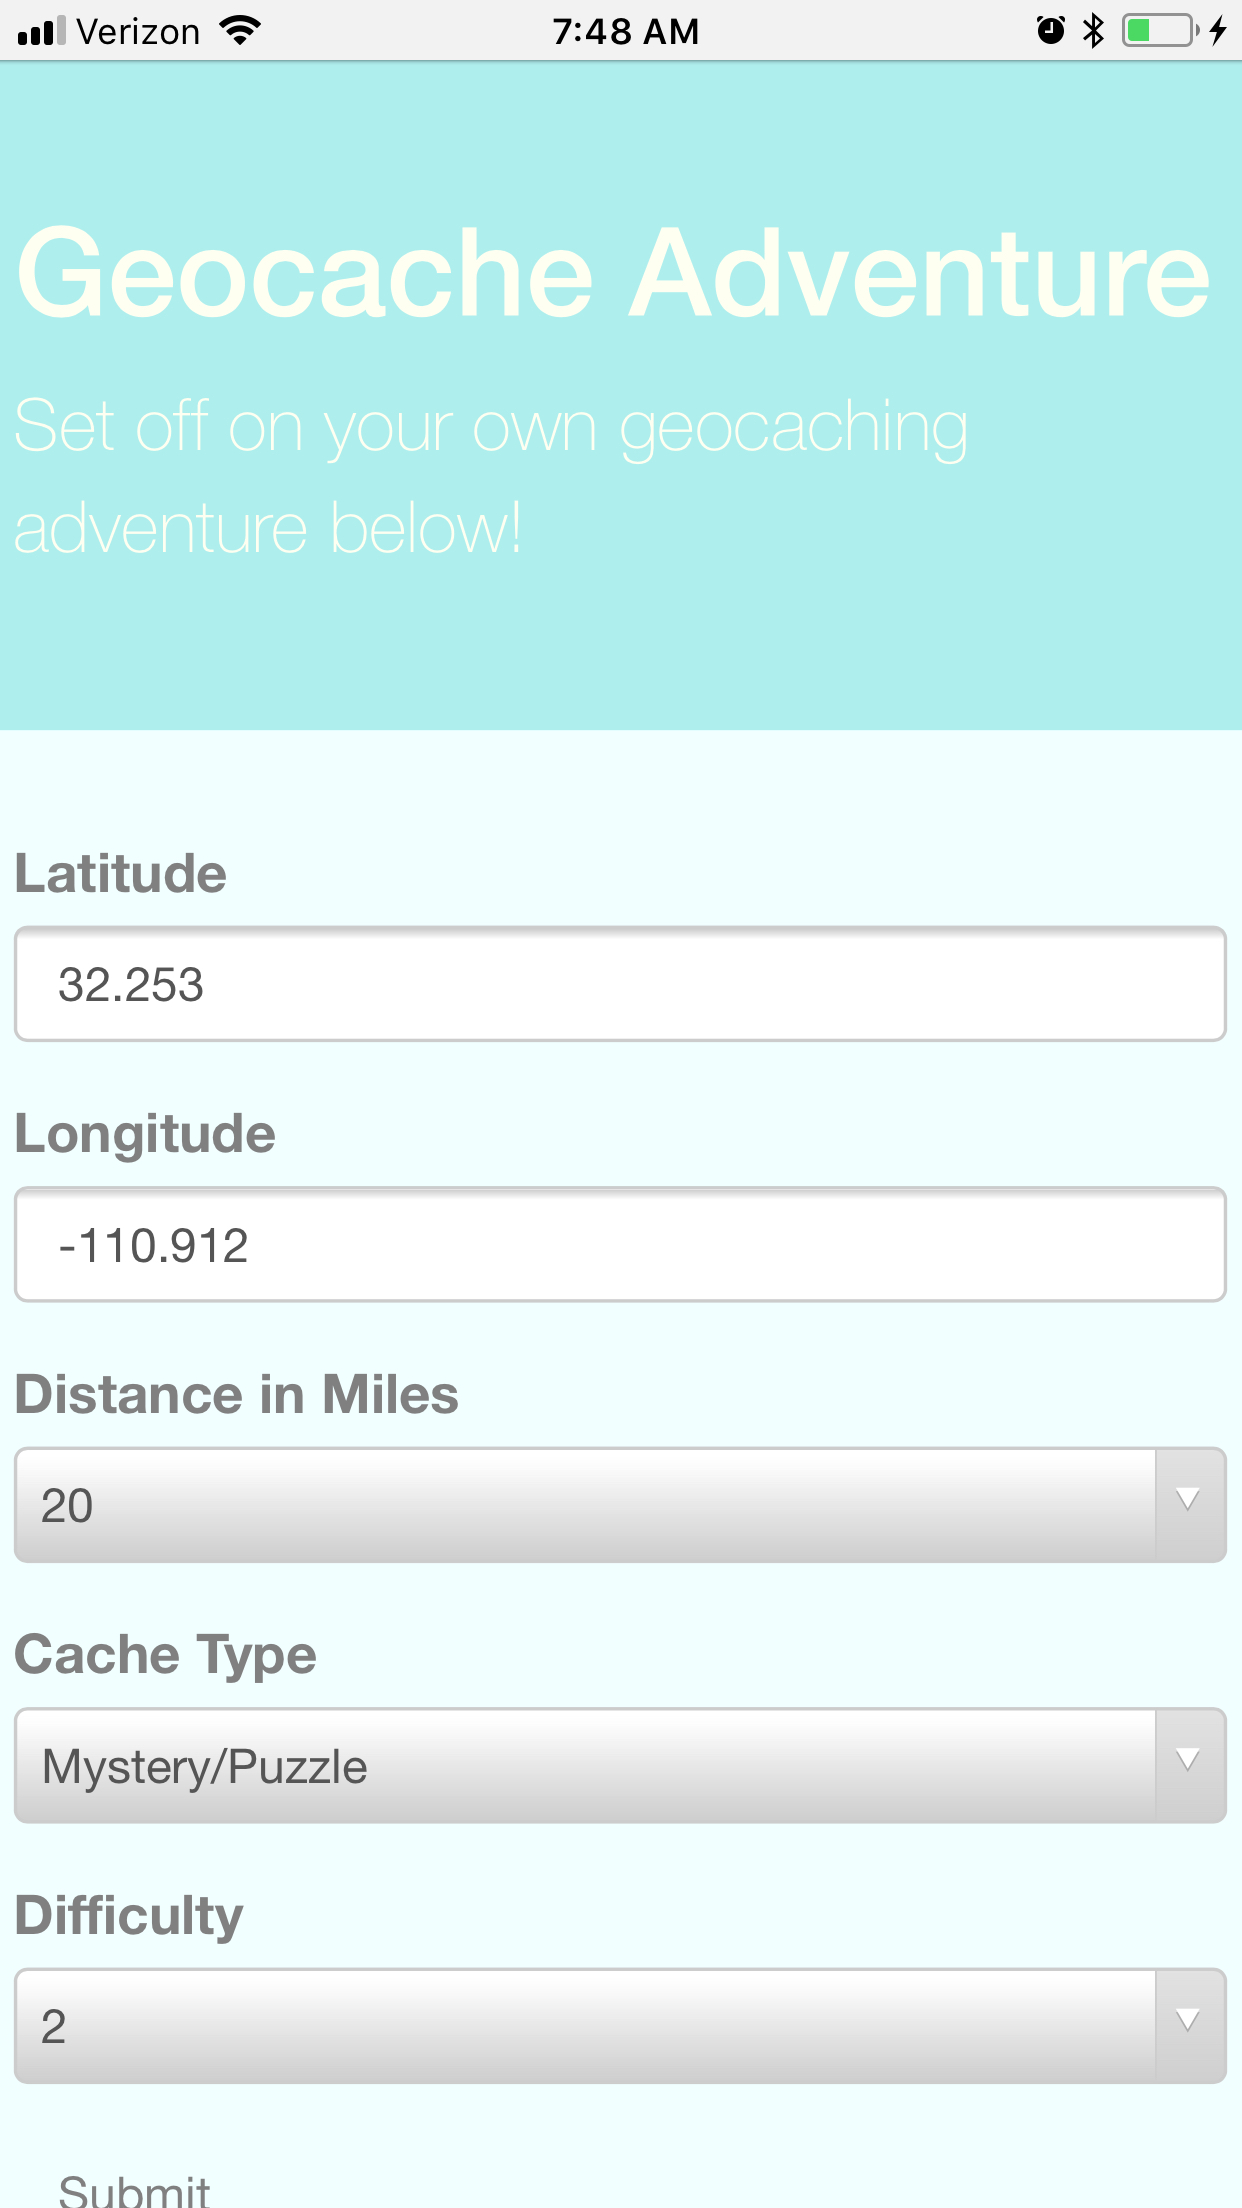 Verizon 7:48 AM
Geocache Adventure
Set off on your own geocaching
adventure below!
Latitude
32.253
Longitude
-110.912
Distance in Miles
20
Cache Type
Mystery/Puzzle
Difficulty
2
Submit